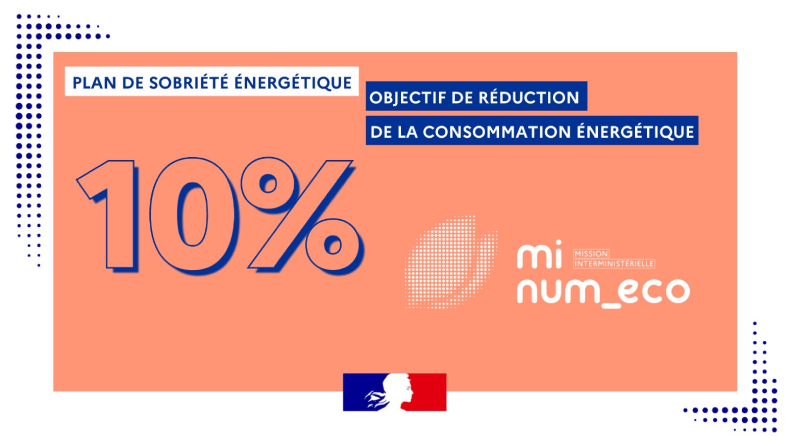 PLAN DE SOBRIÉTÉ ÉNERGÉTIQUE
OBJECTIF DE RÉDUCTION
DE LA CONSOMMATION ÉNERGÉTIQUE
10%
mi
MISSION
INTERMINISTÉRIELLE
num_eco